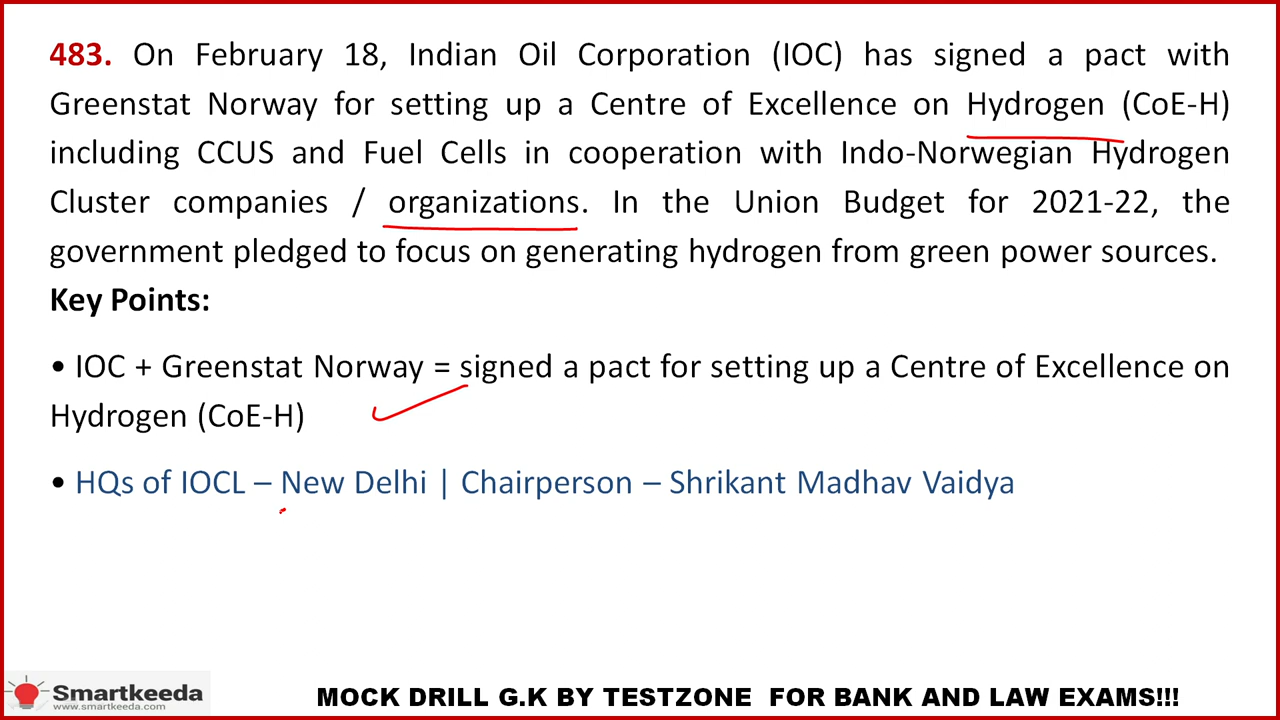 483. On February 18, Indian Oil Corporation (IOC) has signed a pact with
Greenstat Norway for setting up a Centre of Excellence on Hydrogen (CoE-H)
including CCUS and Fuel Cells in cooperation with Indo-Norwegian Hydrogen
Cluster companies / organizations. In the Union Budget for 2021-22, the
government pledged to focus on generating hydrogen from green power sources.
Key Points:
• IOC + Greenstat Norway = signed a pact for setting up a Centre of Excellence on
Hydrogen (CoE-H)
• HQs of IOCL – New Delhi | Chairperson – Shrikant Madhav Vaidya
Smartkeeda
www.smartkeeda.com
MOCK DRILL G.K BY TESTZONE FOR BANK AND LAW EXAMS!!!